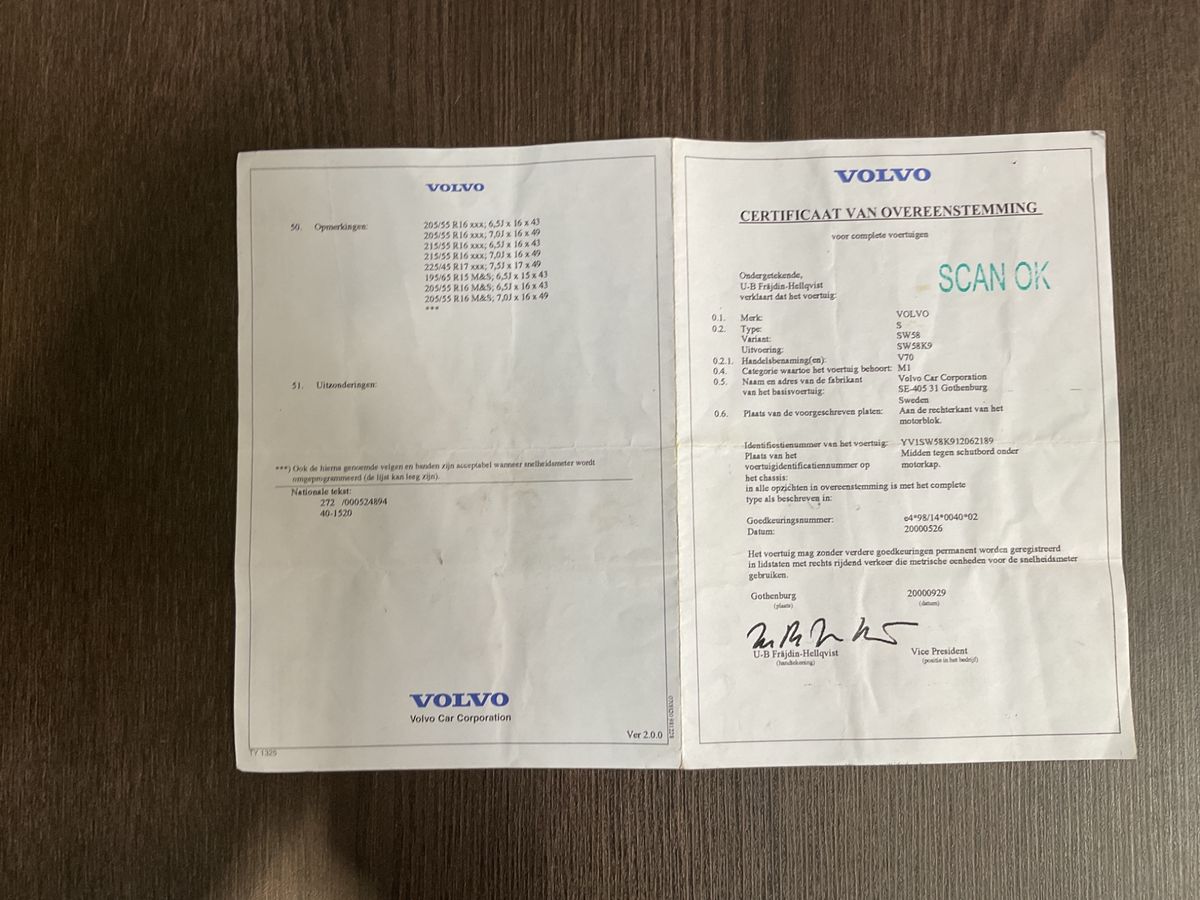 VOLVO
50. Opmerkingen:
205/55 R16 xxx; 6,5J x 16 x 43
205/55 R16 xxx; 7,0J x 16 x 49
215/55 R16 xxx; 6,5J x 16 x 43
215/55 R16 xxx; 7,0J x 16 x 49
225/45 R17 xxx; 7,5J x 17 x 49
195/65 R15 M&S; 6,5J x 15 x 43
205/55 R16 M&S; 6,5J x 16 x 43
205/55 R16 M&S; 7,0J x 16 x 49
***
51. Uitzonderingen:
***) Ook de hierna genoemde velgen en banden zijn acceptabel wanneer snelheidsmeter wordt
omgeprogrammeerd (de lijst kan leeg zijn).
Nationale tekst:
272 /000524894
40-1520
VOLVO
Volvo Car Corporation
Ver 2.0.0
TY 1325
VOLVO
CERTIFICAAT VAN OVEREENSTEMMING
voor complete voertuigen
SCAN OK
Ondergetekende,
U-B Fräjdin-Hellqvist
verklaart dat het voertuig:
0.1. Merk: VOLVO
0.2. Type: S
Variant: SW58
Uitvoering: SW58K9
0.2.1. Handelsbenaming(en): V70
0.4. Categorie waartoe het voertuig behoort: M1
0.5. Naam en adres van de fabrikant Volvo Car Corporation
van het basisvoertuig: SE-405 31 Gothenburg
Sweden
0.6. Plaats van de voorgeschreven platen: Aan de rechterkant van het
motorblok.
Identificatienummer van het voertuig: YV1SW58K912062189
Plaats van het Midden tegen schutbord onder
voertuigidentificatiennummer op motorkap.
het chassis:
in alle opzichten in overeenstemming is met het complete
type als beschreven in:
Goedkeuringsnummer: e4*98/14*0040*02
Datum: 20000526
Het voertuig mag zonder verdere goedkeuringen permanent worden geregistreerd
in lidstaten met rechts rijdend verkeer die metrische eenheden voor de snelheidsmeter
gebruiken.
Gothenburg 20000929
(plaats) (datum)
U-B Fräjdin-Hellqvist Vice President
(handtekening) (positie in het bedrijf)